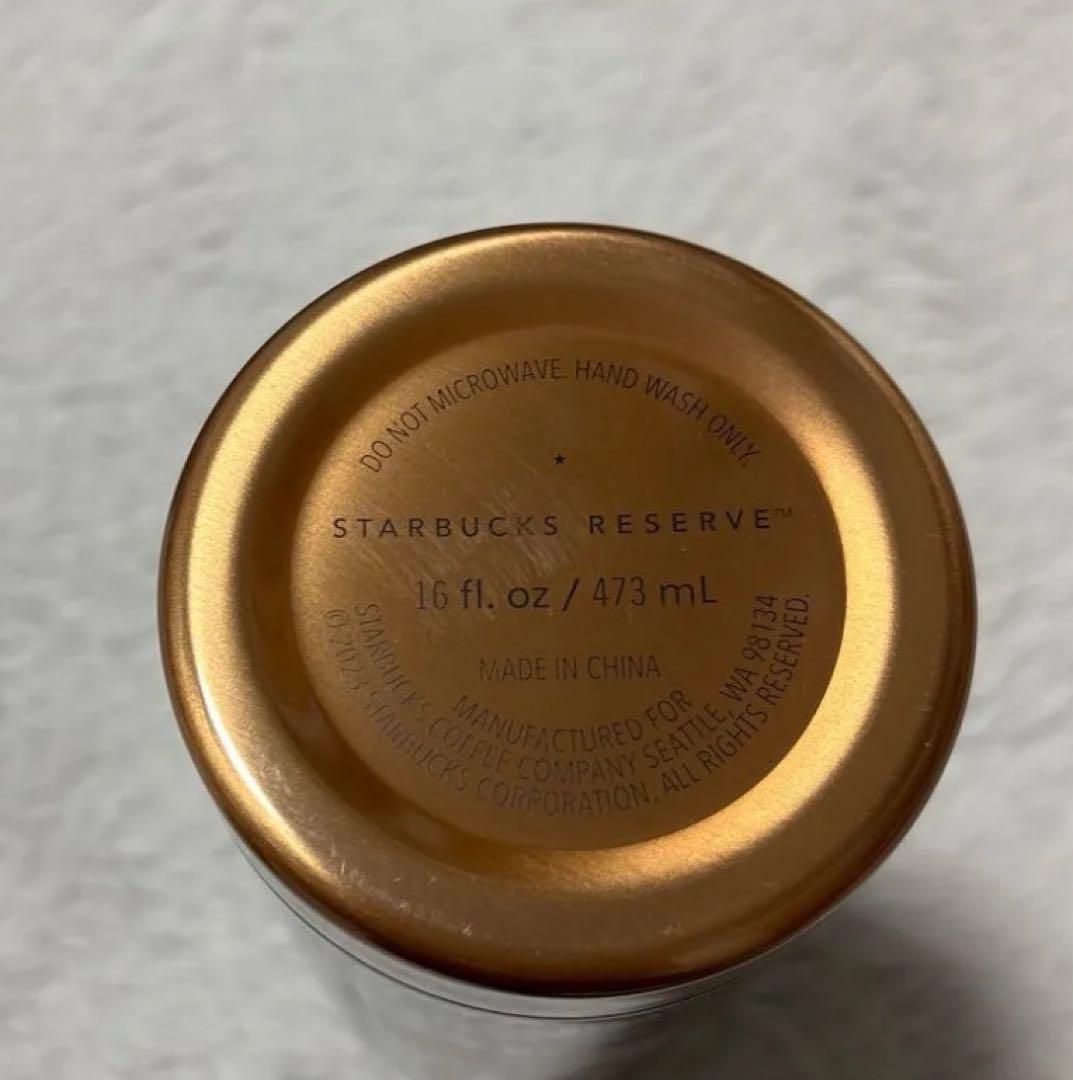 DO NOT MICROWAVE. HAND WASH ONLY.
STARBUCKS RESERVE™
16 fl. oz / 473 mL
MADE IN CHINA
MANUFACTURED FOR
STARBUCKS COFFEE COMPANY SEATTLE, WA 98134
©2023 STARBUCKS CORPORATION. ALL RIGHTS RESERVED.